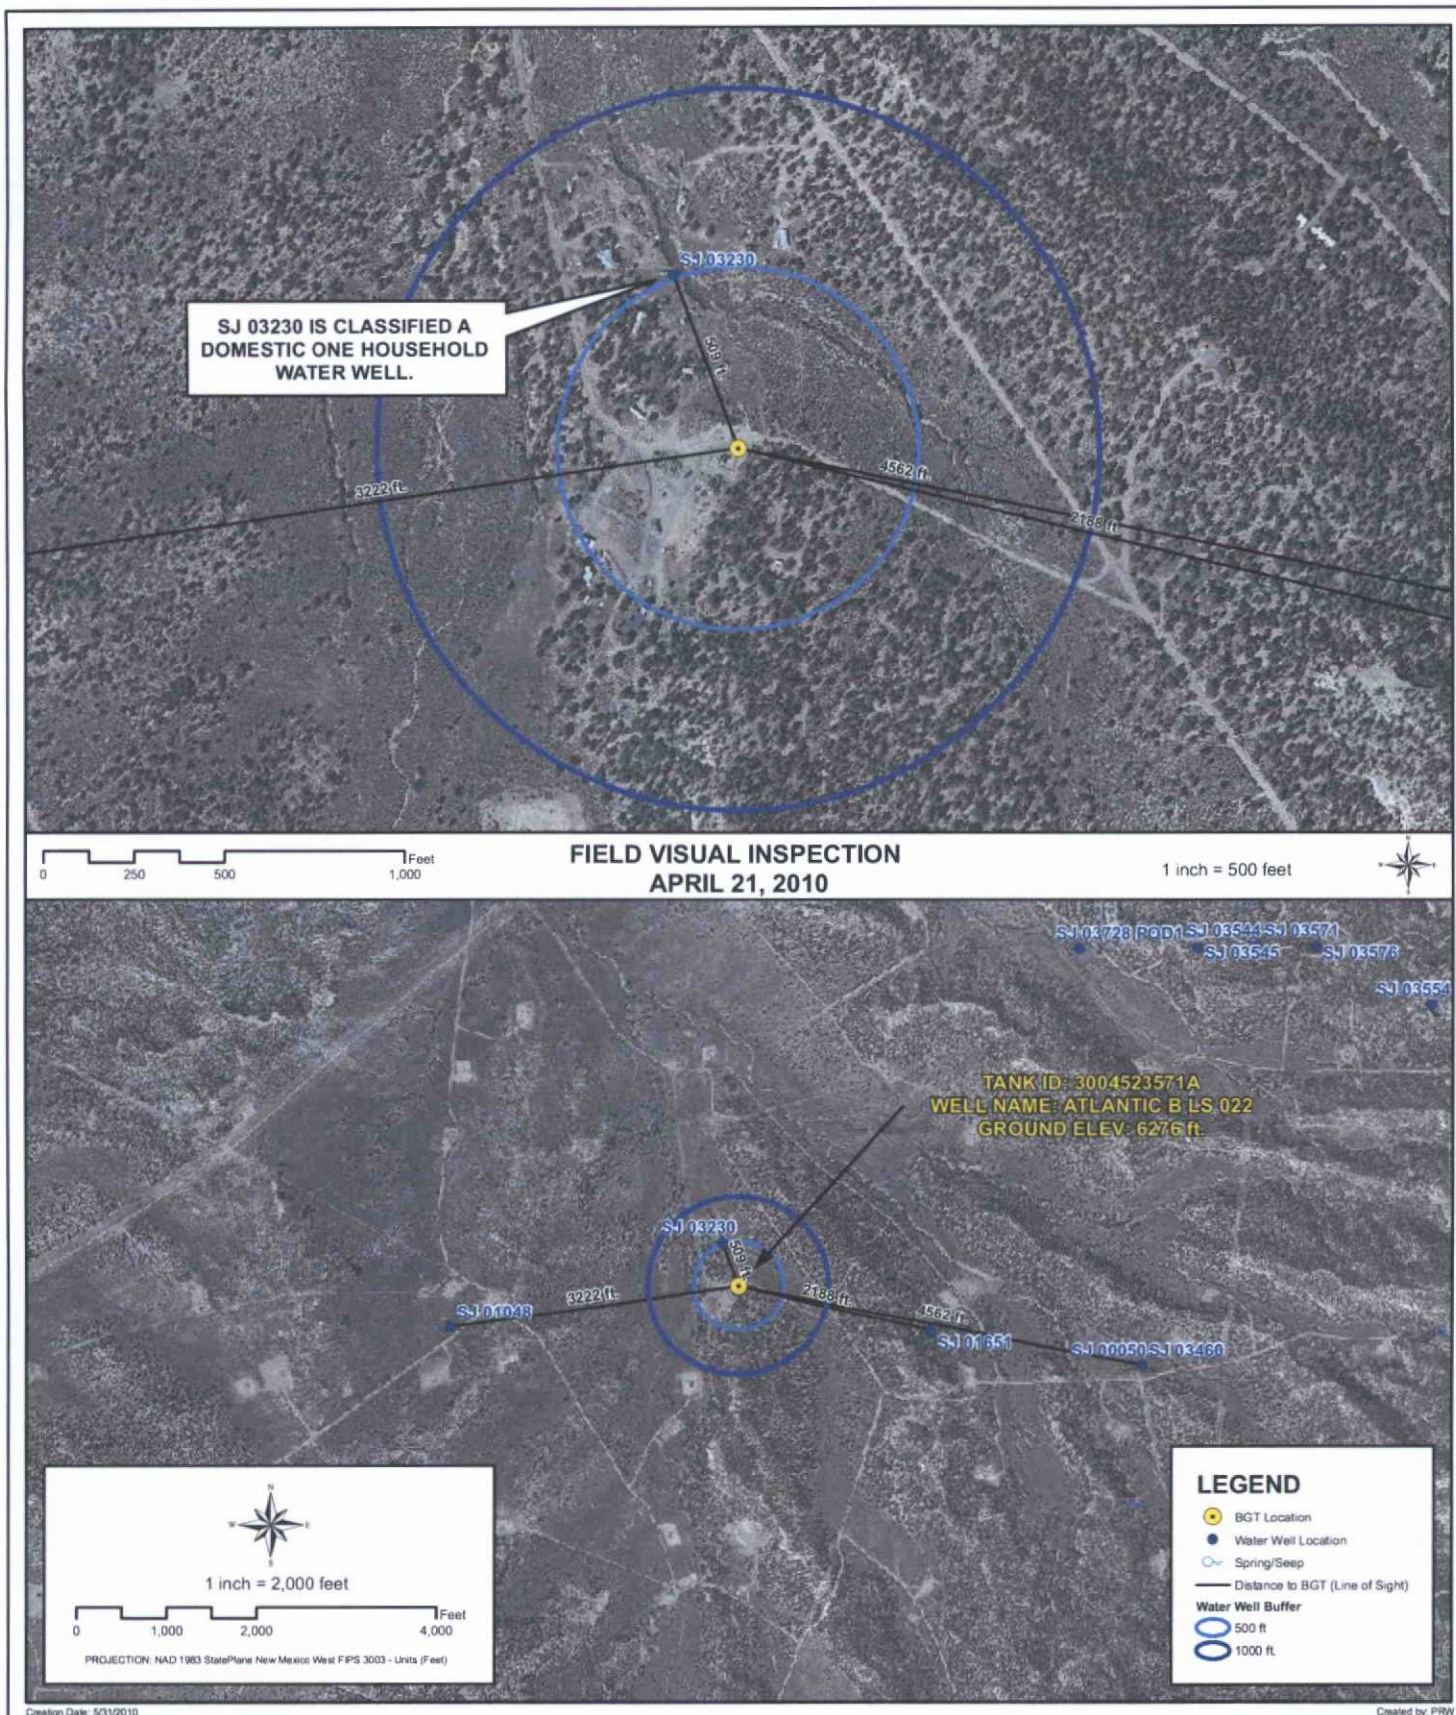 SJ 03230
SJ 03230 IS CLASSIFIED A
DOMESTIC ONE HOUSEHOLD
WATER WELL.
509 ft.
3222 ft.
4562 ft.
2188 ft.
Feet
0 250 500 1,000
FIELD VISUAL INSPECTION
APRIL 21, 2010
1 inch = 500 feet
N
W E
S
SJ 03728 POD1 SJ 03544 SJ 03571
SJ 03545 SJ 03576
SJ 03554
TANK ID: 3004523571A
WELL NAME: ATLANTIC B LS 022
GROUND ELEV: 6276 ft.
SJ 03230
509 ft.
3222 ft.
2188 ft.
4562 ft.
SJ 01048
SJ 01651
SJ 00050 SJ 03460
N
W E
S
1 inch = 2,000 feet
Feet
0 1,000 2,000 4,000
PROJECTION: NAD 1983 StatePlane New Mexico West FIPS 3003 - Units (Feet)
LEGEND
BGT Location
Water Well Location
Spring/Seep
Distance to BGT (Line of Sight)
Water Well Buffer
500 ft
1000 ft.
Creation Date: 5/31/2010
Created by: PRW